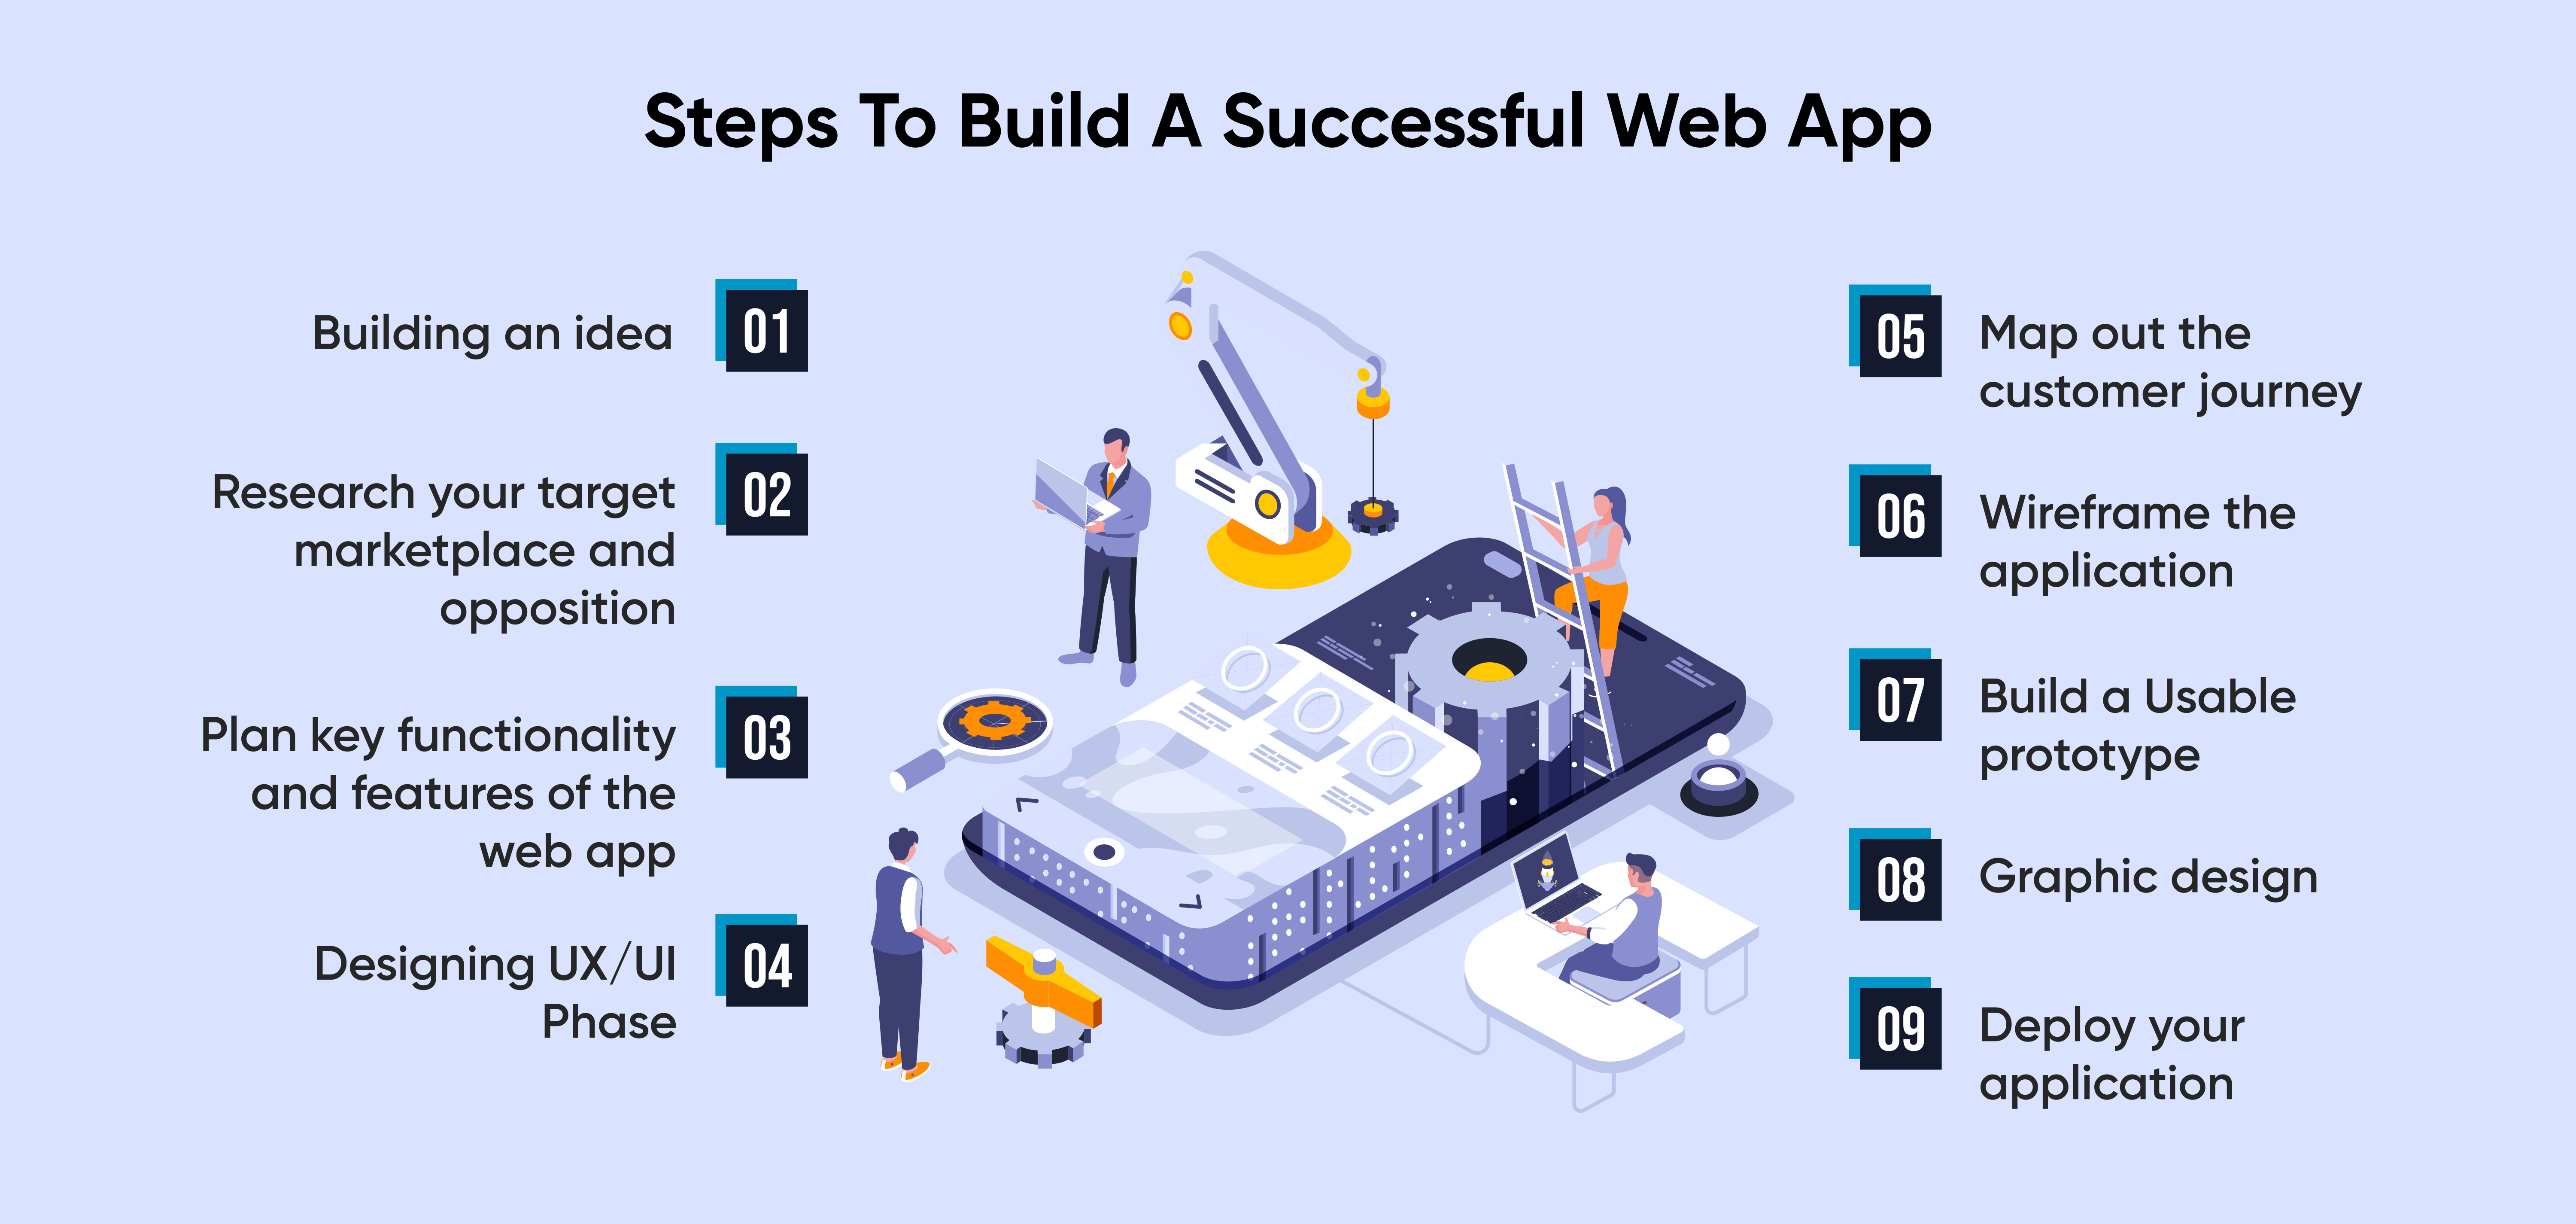 Steps To Build A Successful Web App
01
Building an idea
02
Research your target
marketplace and
opposition
03
Plan key functionality
and features of the
web app
04
Designing UX/UI
Phase
05
Map out the
customer journey
06
Wireframe the
application
07
Build a Usable
prototype
08
Graphic design
09
Deploy your
application